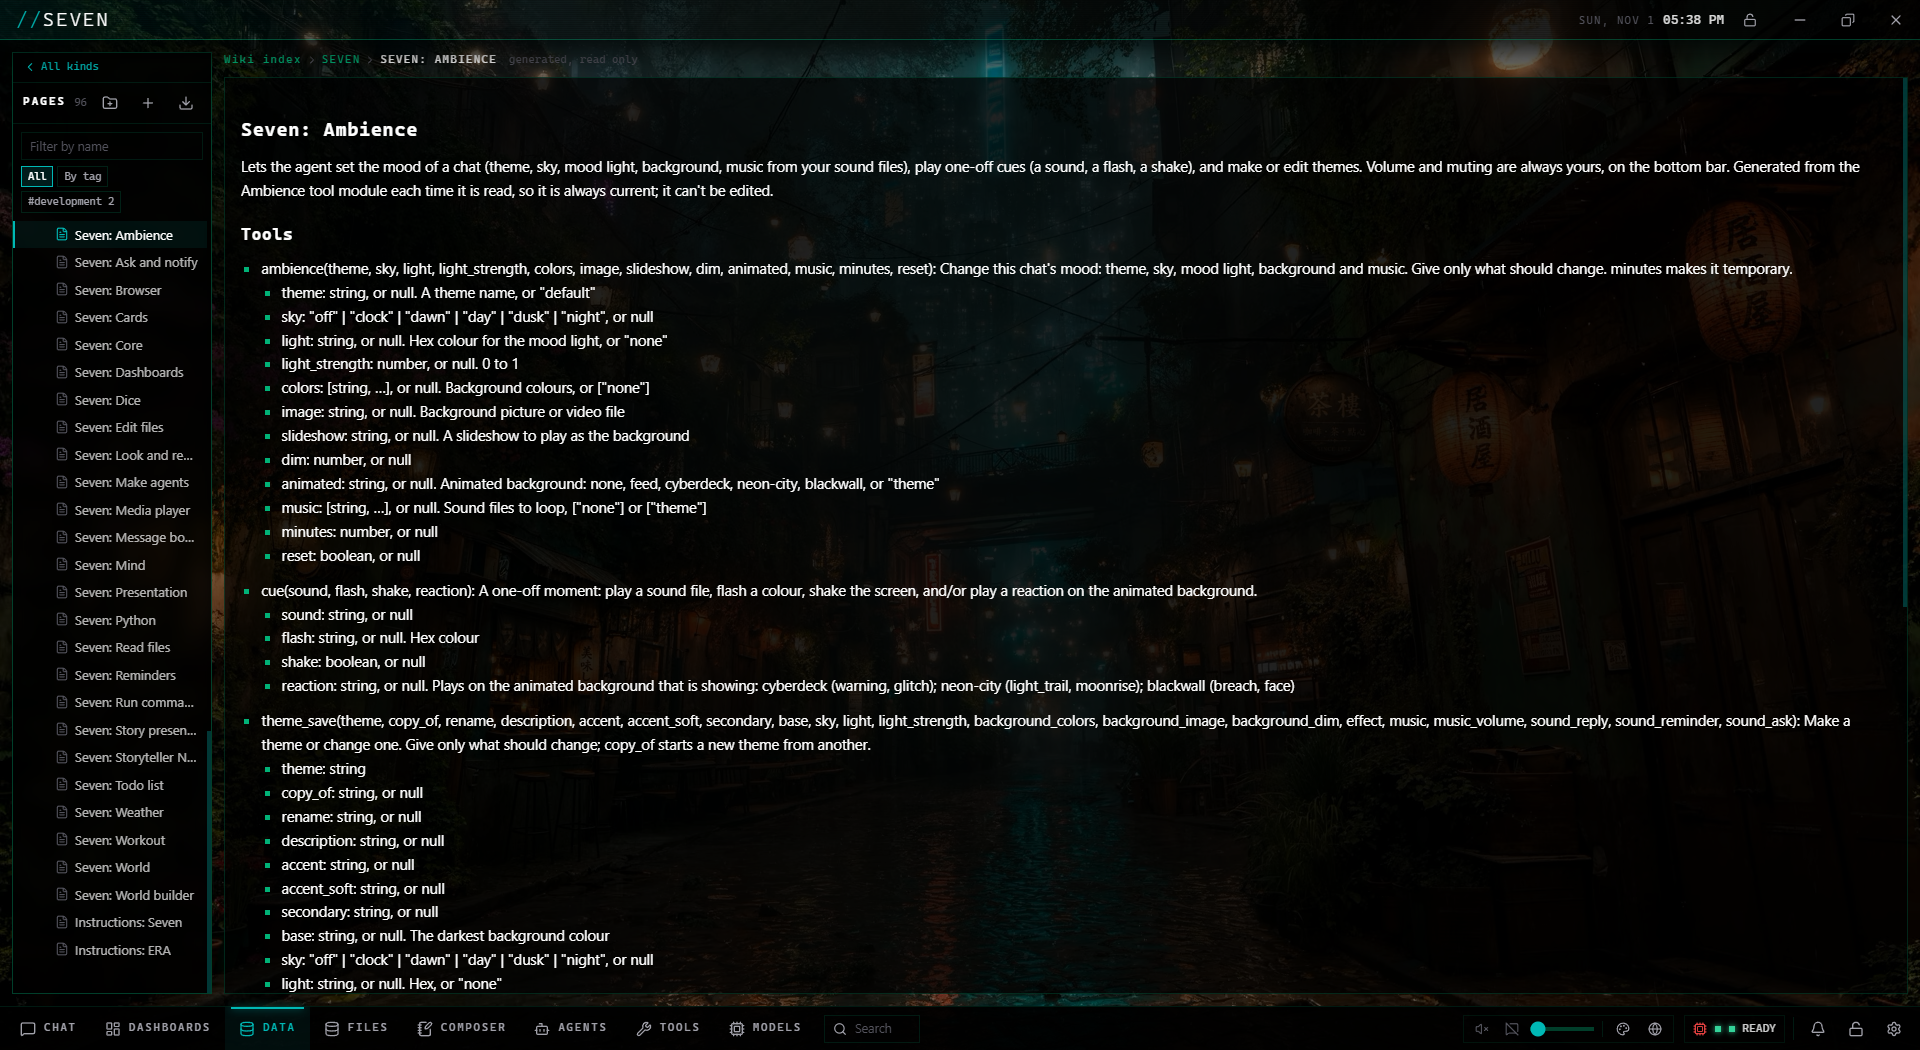 //SEVEN
SUN, NOV 1 05:38 PM
All kinds
PAGES 96
Filter by name
All By tag
#development 2
Seven: Ambience
Seven: Ask and notify
Seven: Browser
Seven: Cards
Seven: Core
Seven: Dashboards
Seven: Dice
Seven: Edit files
Seven: Look and re...
Seven: Make agents
Seven: Media player
Seven: Message bo...
Seven: Mind
Seven: Presentation
Seven: Python
Seven: Read files
Seven: Reminders
Seven: Run comma...
Seven: Story presen...
Seven: Storyteller N...
Seven: Todo list
Seven: Weather
Seven: Workout
Seven: World
Seven: World builder
Instructions: Seven
Instructions: ERA
Wiki index > SEVEN > SEVEN: AMBIENCE generated, read only
Seven: Ambience
Lets the agent set the mood of a chat (theme, sky, mood light, background, music from your sound files), play one-off cues (a sound, a flash, a shake), and make or edit themes. Volume and muting are always yours, on the bottom bar. Generated from the
Ambience tool module each time it is read, so it is always current; it can't be edited.
Tools
ambience(theme, sky, light, light_strength, colors, image, slideshow, dim, animated, music, minutes, reset): Change this chat's mood: theme, sky, mood light, background and music. Give only what should change. minutes makes it temporary.
theme: string, or null. A theme name, or "default"
sky: "off" | "clock" | "dawn" | "day" | "dusk" | "night", or null
light: string, or null. Hex colour for the mood light, or "none"
light_strength: number, or null. 0 to 1
colors: [string, ...], or null. Background colours, or ["none"]
image: string, or null. Background picture or video file
slideshow: string, or null. A slideshow to play as the background
dim: number, or null
animated: string, or null. Animated background: none, feed, cyberdeck, neon-city, blackwall, or "theme"
music: [string, ...], or null. Sound files to loop, ["none"] or ["theme"]
minutes: number, or null
reset: boolean, or null
cue(sound, flash, shake, reaction): A one-off moment: play a sound file, flash a colour, shake the screen, and/or play a reaction on the animated background.
sound: string, or null
flash: string, or null. Hex colour
shake: boolean, or null
reaction: string, or null. Plays on the animated background that is showing: cyberdeck (warning, glitch); neon-city (light_trail, moonrise); blackwall (breach, face)
theme_save(theme, copy_of, rename, description, accent, accent_soft, secondary, base, sky, light, light_strength, background_colors, background_image, background_dim, effect, music, music_volume, sound_reply, sound_reminder, sound_ask): Make a
theme or change one. Give only what should change; copy_of starts a new theme from another.
theme: string
copy_of: string, or null
rename: string, or null
description: string, or null
accent: string, or null
accent_soft: string, or null
secondary: string, or null
base: string, or null. The darkest background colour
sky: "off" | "clock" | "dawn" | "day" | "dusk" | "night", or null
light: string, or null. Hex, or "none"
居酒屋
茶樓
居酒屋
CHAT DASHBOARDS DATA FILES COMPOSER AGENTS TOOLS MODELS Search READY